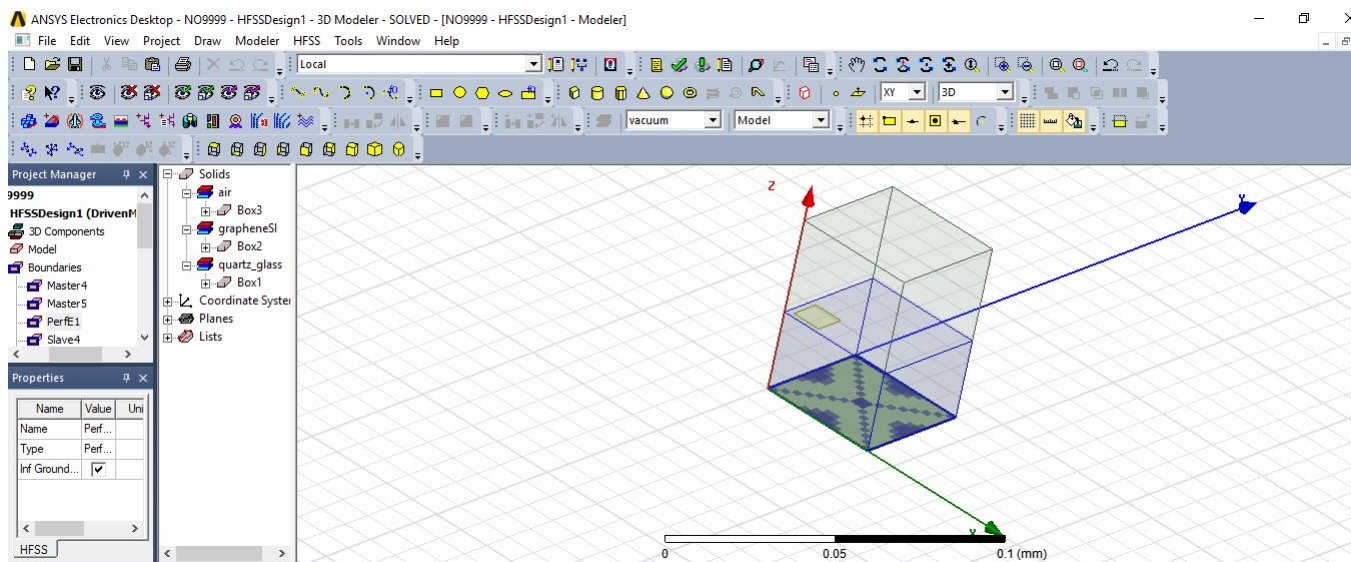 ANSYS Electronics Desktop - NO9999 - HFSSDesign1 - 3D Modeler - SOLVED - [NO9999 - HFSSDesign1 - Modeler]
File Edit View Project Draw Modeler HFSS Tools Window Help
Local
XY 3D
vacuum Model
Project Manager
9999
HFSSDesign1 (DrivenM
3D Components
Model
Boundaries
Master4
Master5
PerfE1
Slave4
Properties
Name Value Uni
Name Perf...
Type Perf...
Inf Ground...
HFSS
Solids
air
Box3
grapheneSI
Box2
quartz_glass
Box1
Coordinate Syste
Planes
Lists
Z
Y
X
0 0.05 0.1 (mm)